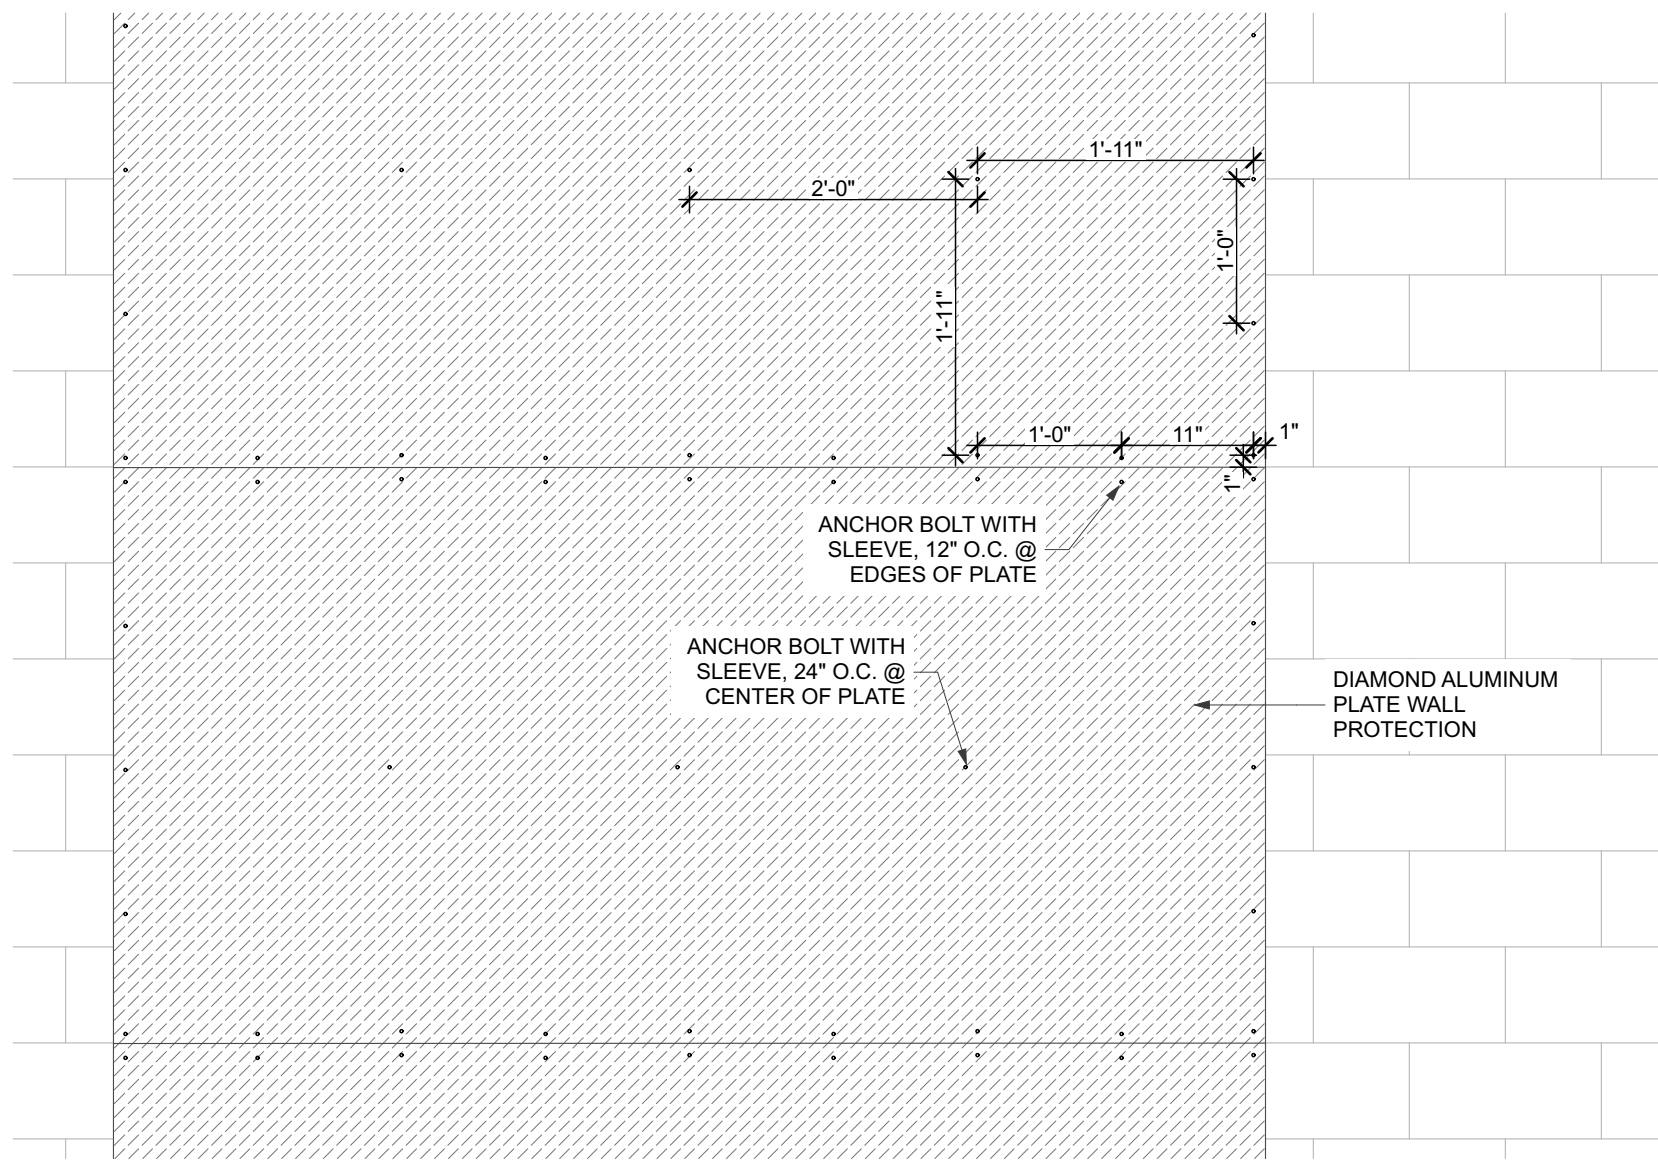 1'-11"
2'-0"
1'-0"
1'-11"
1'-0"
11"
1"
1"
ANCHOR BOLT WITH
SLEEVE, 12" O.C. @
EDGES OF PLATE
ANCHOR BOLT WITH
SLEEVE, 24" O.C. @
CENTER OF PLATE
DIAMOND ALUMINUM
PLATE WALL
PROTECTION